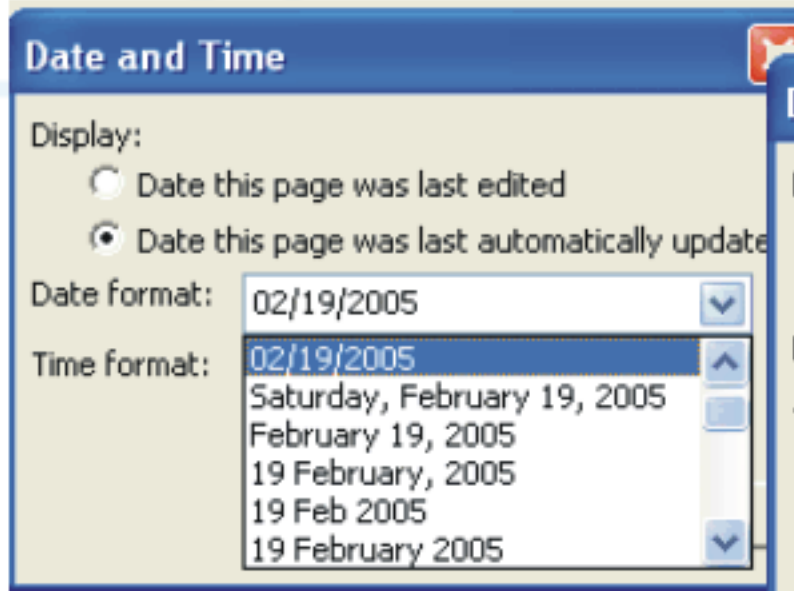 Date and Time
Display:
Date this page was last edited
Date this page was last automatically update
Date format: 02/19/2005
Time format: 02/19/2005
Saturday, February 19, 2005
February 19, 2005
19 February, 2005
19 Feb 2005
19 February 2005